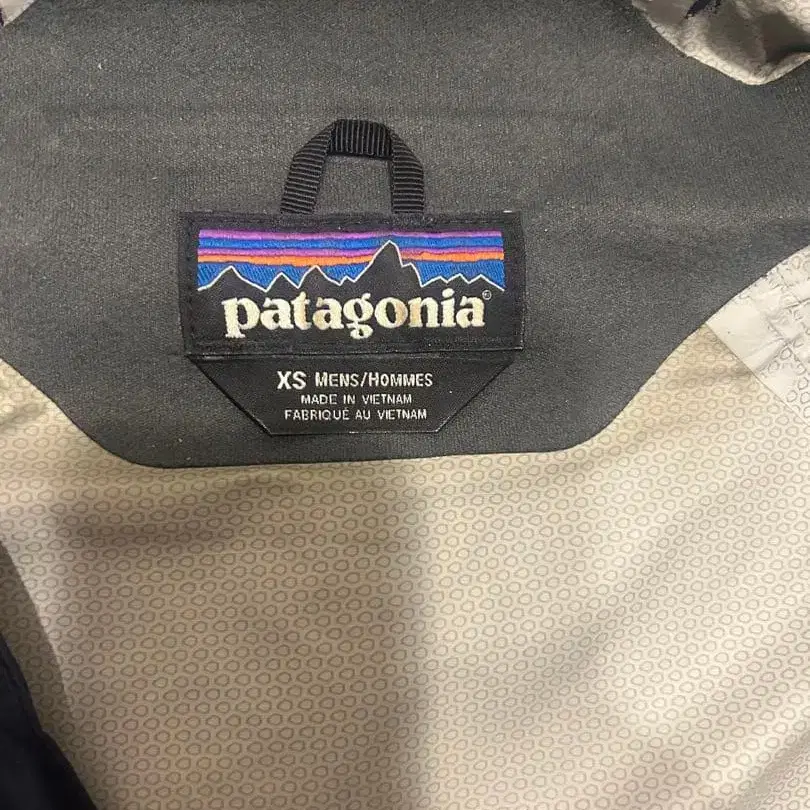 patagonia®
XS MENS/HOMMES
MADE IN VIETNAM
FABRIQUÉ AU VIETNAM